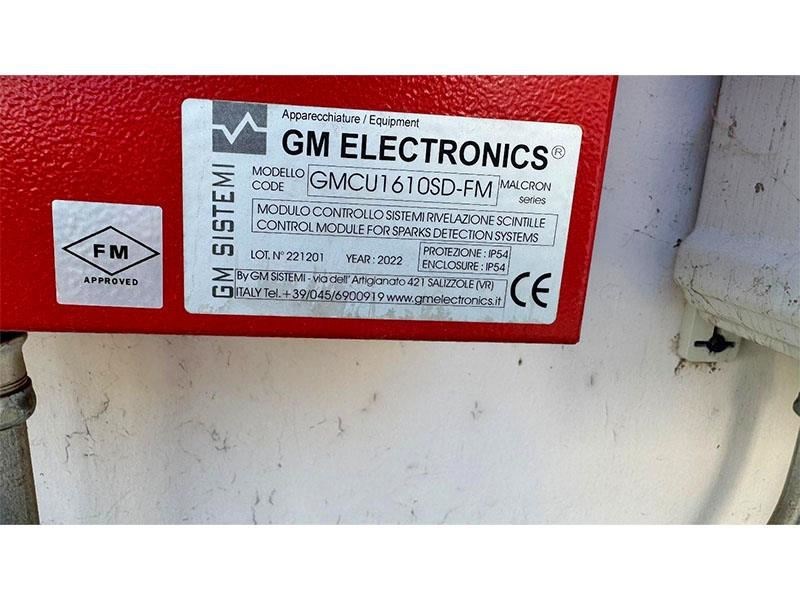 Apparecchiature / Equipment
GM ELECTRONICS®
GM SISTEMI
MODELLO
CODE
GMCU1610SD-FM
MALCRON
series
MODULO CONTROLLO SISTEMI RIVELAZIONE SCINTILLE
CONTROL MODULE FOR SPARKS DETECTION SYSTEMS
LOT. N° 221201 YEAR : 2022
PROTEZIONE : IP54
ENCLOSURE : IP54
By GM SISTEMI - via dell' Artigianato 421 SALIZZOLE (VR)
ITALY Tel. +39/045/6900919 www.gmelectronics.it
CE
FM
APPROVED